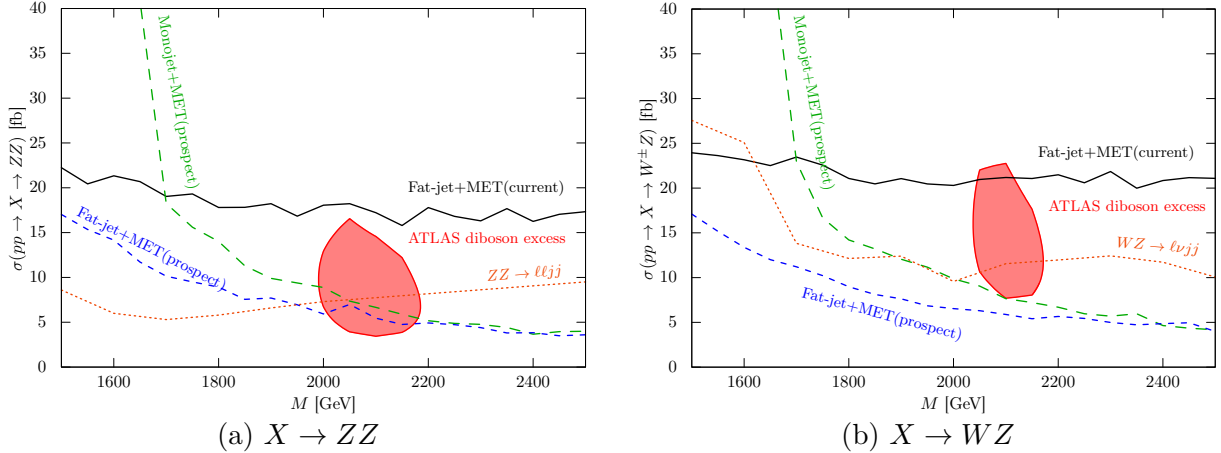 40
35
30
25
20
15
10
5
0
σ(pp → X → ZZ) [fb]
Monojet+MET(prospect)
Fat-jet+MET(current)
Fat-jet+MET(prospect)
ATLAS diboson excess
ZZ → ℓℓjj
1600 1800 2000 2200 2400
M [GeV]
(a) X → ZZ
40
35
30
25
20
15
10
5
0
σ(pp → X → W± Z) [fb]
Monojet+MET(prospect)
Fat-jet+MET(current)
ATLAS diboson excess
WZ → ℓνjj
Fat-jet+MET(prospect)
1600 1800 2000 2200 2400
M [GeV]
(b) X → WZ